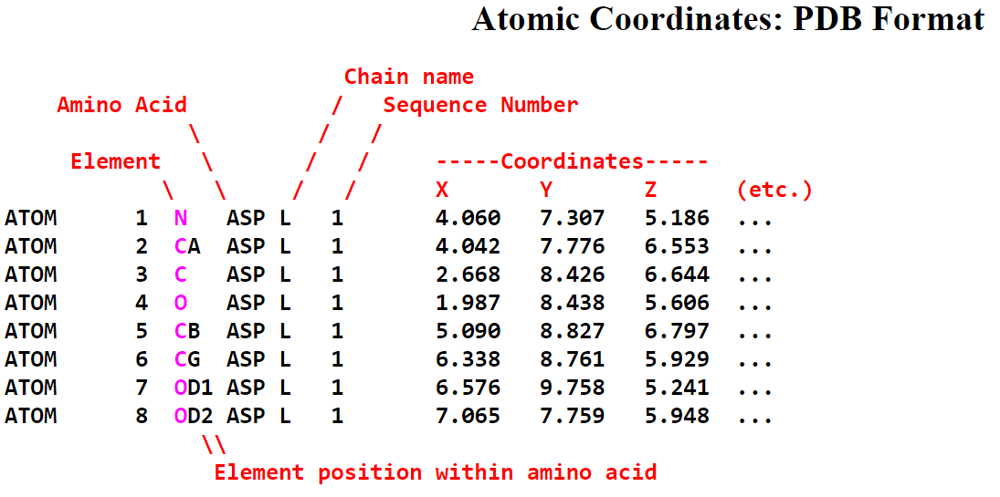 Atomic Coordinates: PDB Format
Chain name
Amino Acid / Sequence Number
\ / /
Element \ / / -----Coordinates-----
\ \ / / X Y Z (etc.)
ATOM 1 N ASP L 1 4.060 7.307 5.186 ...
ATOM 2 CA ASP L 1 4.042 7.776 6.553 ...
ATOM 3 C ASP L 1 2.668 8.426 6.644 ...
ATOM 4 O ASP L 1 1.987 8.438 5.606 ...
ATOM 5 CB ASP L 1 5.090 8.827 6.797 ...
ATOM 6 CG ASP L 1 6.338 8.761 5.929 ...
ATOM 7 OD1 ASP L 1 6.576 9.758 5.241 ...
ATOM 8 OD2 ASP L 1 7.065 7.759 5.948 ...
\\
Element position within amino acid